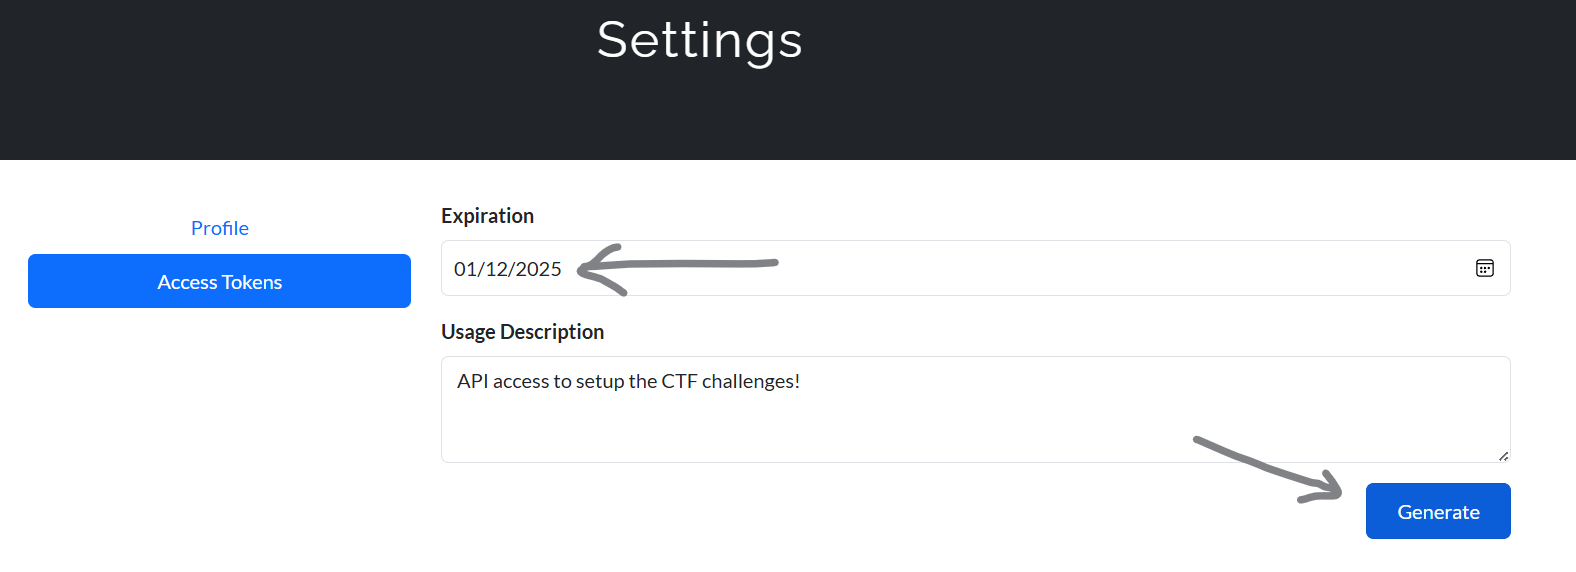 Settings
Profile
Access Tokens
Expiration
01/12/2025
Usage Description
API access to setup the CTF challenges!
Generate